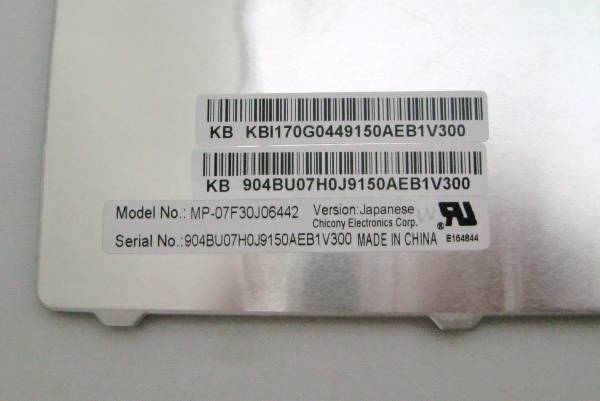 KB KBI170G0449150AEB1V300
KB 904BU07H0J9150AEB1V300
Model No.: MP-07F30J06442 Version:Japanese
Chicony Electronics Corp.
Serial No.:904BU07H0J9150AEB1V300 MADE IN CHINA
® E164844